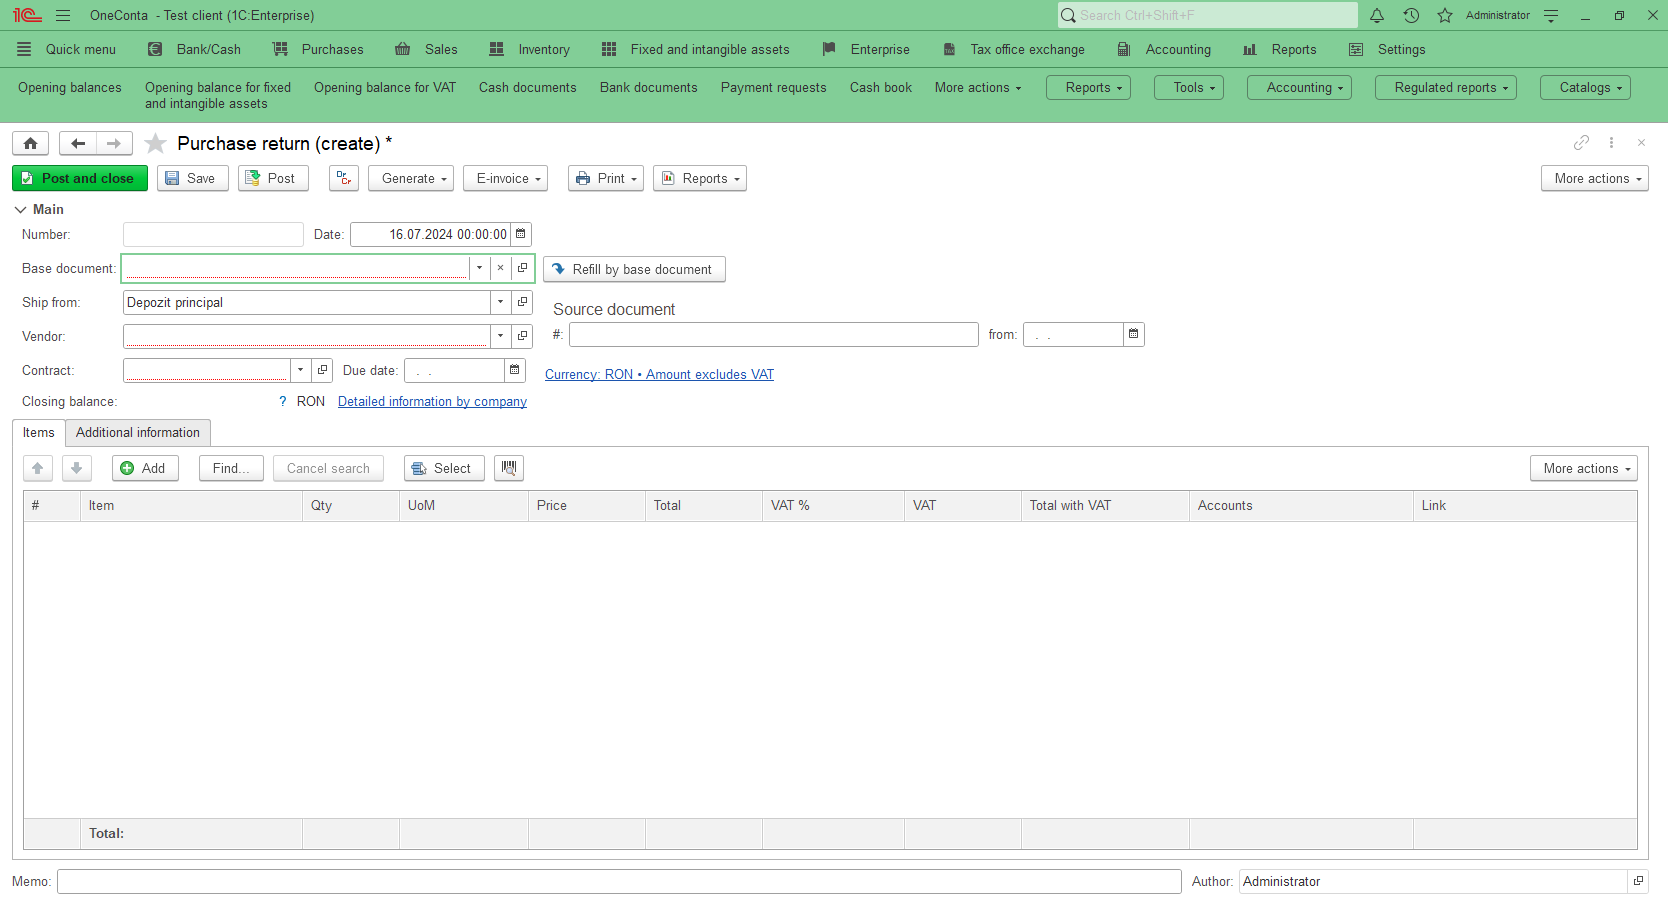 OneConta - Test client (1C:Enterprise)
Search Ctrl+Shift+F
Administrator
Quick menu
Bank/Cash
Purchases
Sales
Inventory
Fixed and intangible assets
Enterprise
Tax office exchange
Accounting
Reports
Settings
Opening balances
Opening balance for fixed
and intangible assets
Opening balance for VAT
Cash documents
Bank documents
Payment requests
Cash book
More actions
Reports
Tools
Accounting
Regulated reports
Catalogs
Purchase return (create) *
Post and close
Save
Post
Dr
Cr
Generate
E-invoice
Print
Reports
More actions
Main
Number:
Date: 16.07.2024 00:00:00
Base document:
Refill by base document
Ship from: Depozit principal
Source document
Vendor:
#:
from: . .
Contract:
Due date: . .
Currency: RON • Amount excludes VAT
Closing balance: ? RON Detailed information by company
Items
Additional information
Add
Find...
Cancel search
Select
More actions
# Item Qty UoM Price Total VAT % VAT Total with VAT Accounts Link
Total:
Memo:
Author: Administrator